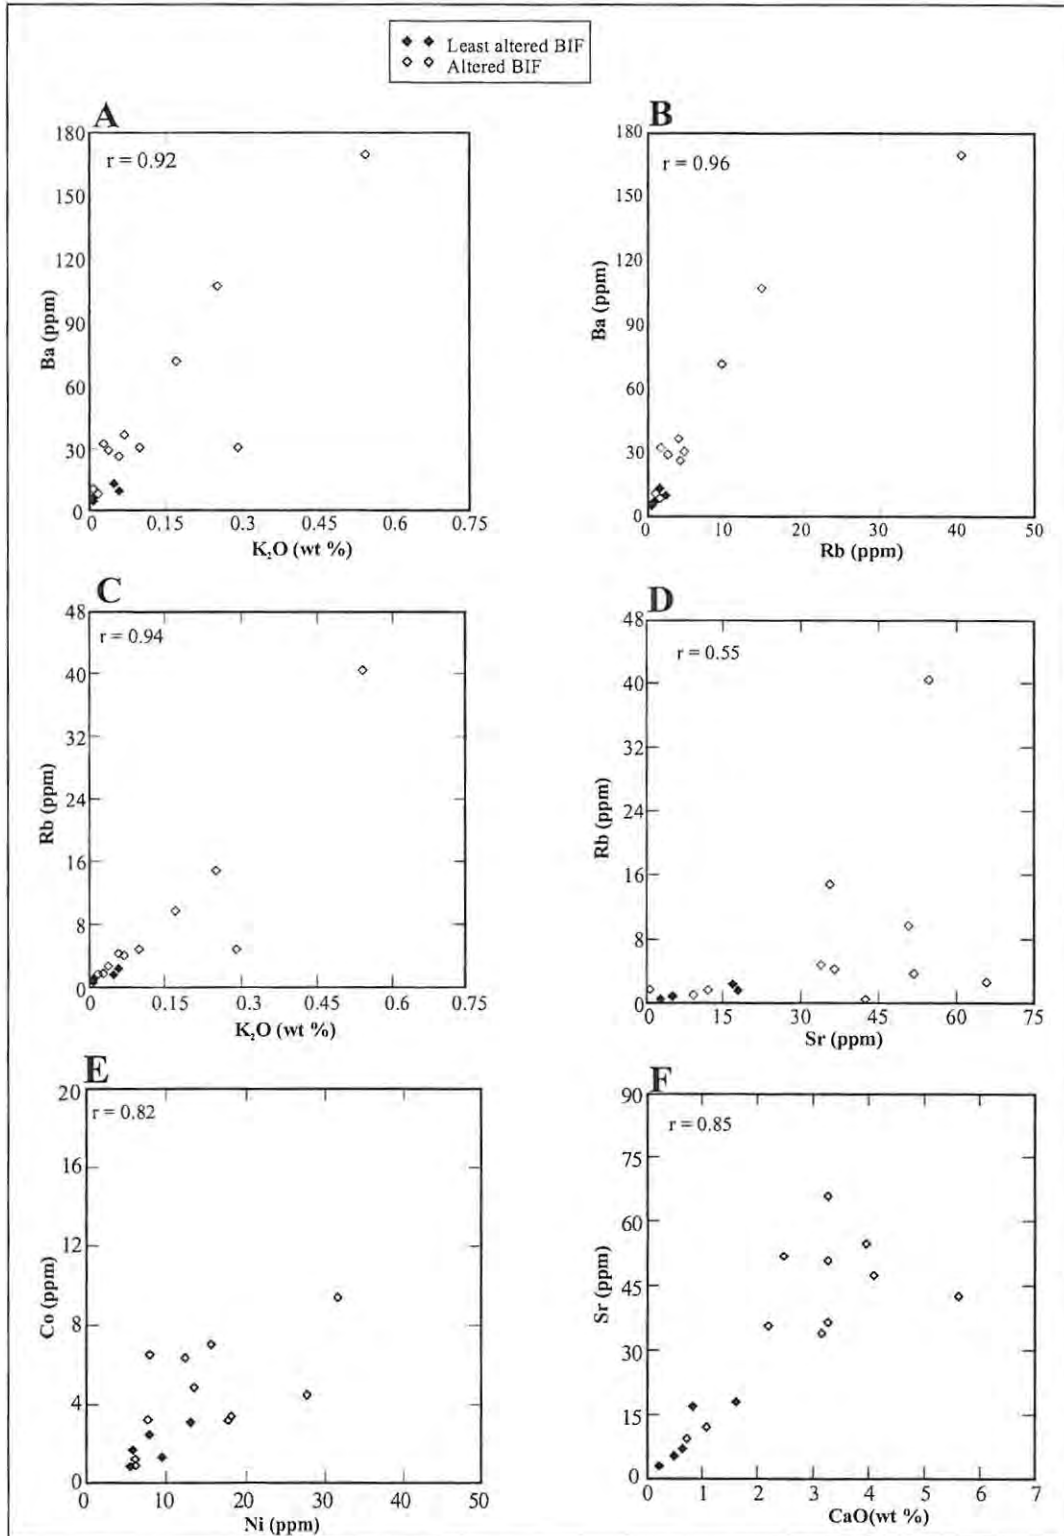 Least altered BIF
Altered BIF
A
r = 0.92
180
150
120
90
60
30
0
Ba (ppm)
0 0.15 0.3 0.45 0.6 0.75
K₂O (wt %)
B
r = 0.96
180
150
120
90
60
30
0
Ba (ppm)
0 10 20 30 40 50
Rb (ppm)
C
r = 0.94
48
40
32
24
16
8
0
Rb (ppm)
0 0.15 0.3 0.45 0.6 0.75
K₂O (wt %)
D
r = 0.55
48
40
32
24
16
8
0
Rb (ppm)
0 15 30 45 60 75
Sr (ppm)
E
r = 0.82
20
16
12
8
4
0
Co (ppm)
0 10 20 30 40 50
Ni (ppm)
F
r = 0.85
90
75
60
45
30
15
0
Sr (ppm)
0 1 2 3 4 5 6 7
CaO(wt %)